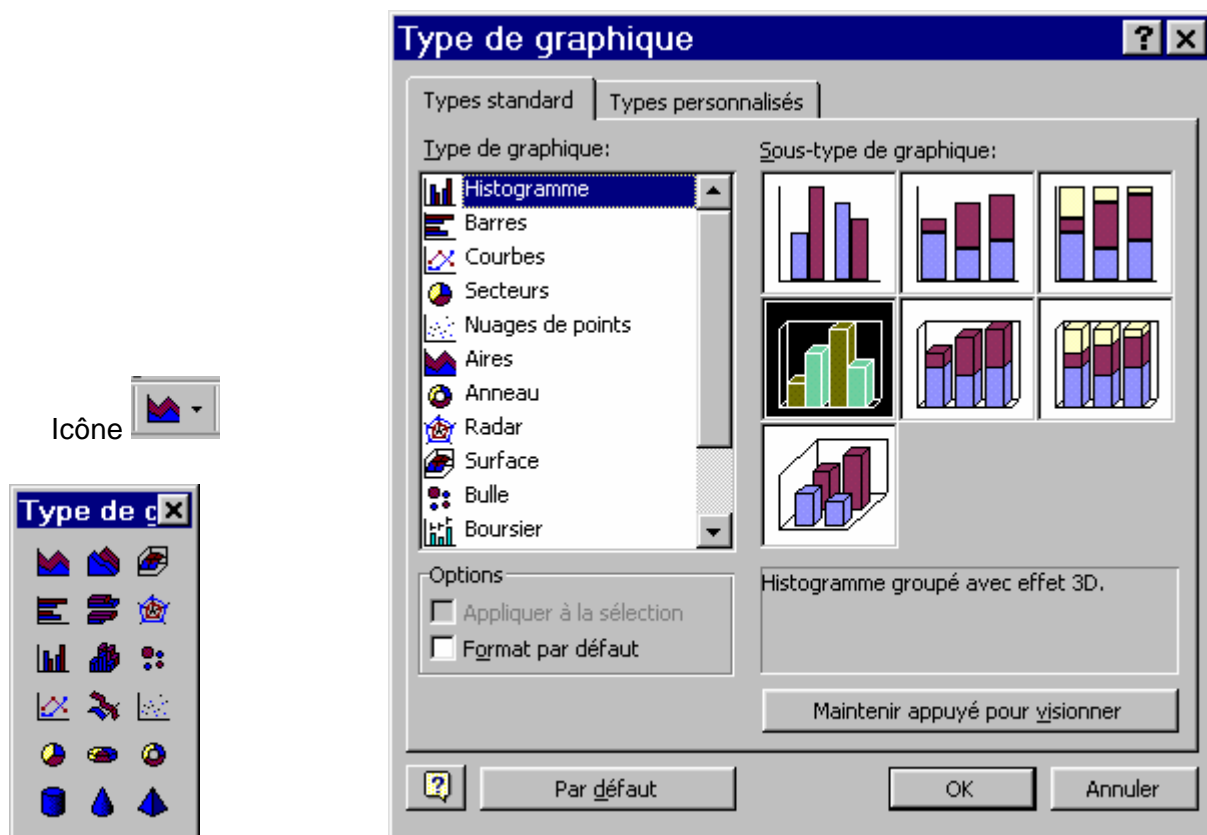 Icône
Type de g
Type de graphique
Types standard
Types personnalisés
Type de graphique:
Histogramme
Barres
Courbes
Secteurs
Nuages de points
Aires
Anneau
Radar
Surface
Bulle
Boursier
Sous-type de graphique:
Options
Appliquer à la sélection
Format par défaut
Histogramme groupé avec effet 3D.
Maintenir appuyé pour visionner
Par défaut
OK
Annuler